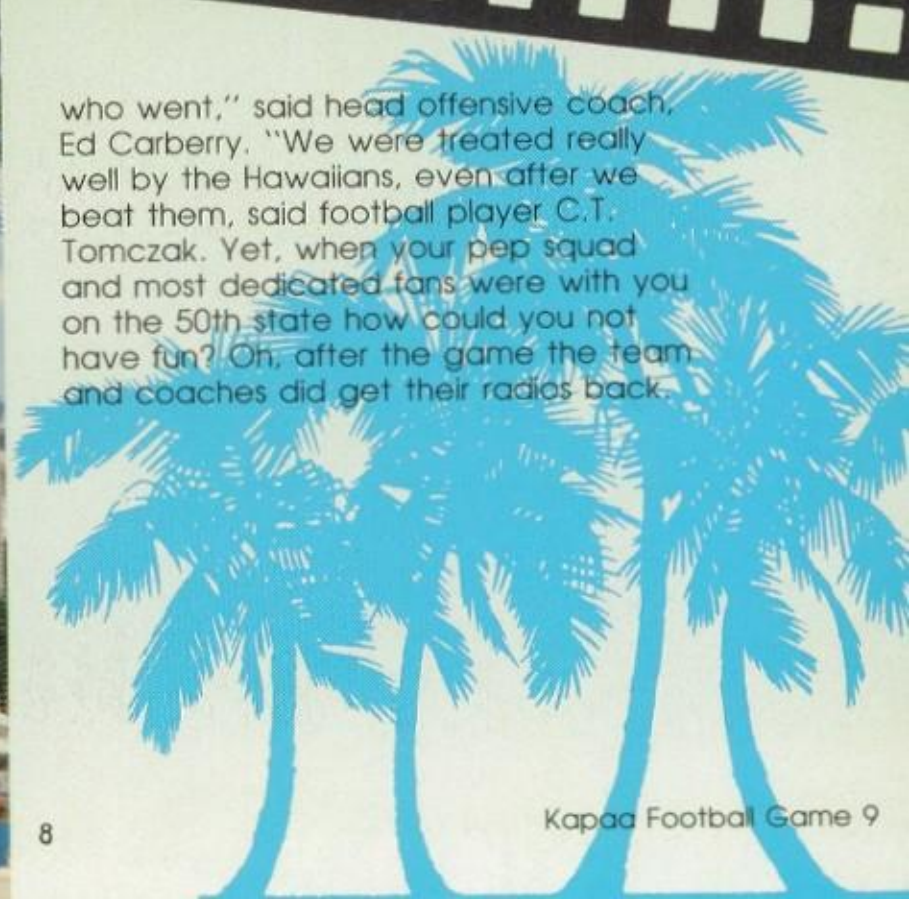 who went,'' said head offensive coach,
Ed Carberry. ``We were treated really
well by the Hawaiians, even after we
beat them, said football player C.T.
Tomczak. Yet, when your pep squad
and most dedicated fans were with you
on the 50th state how could you not
have fun? Oh, after the game the team
and coaches did get their radios back.
8
Kapaa Football Game 9